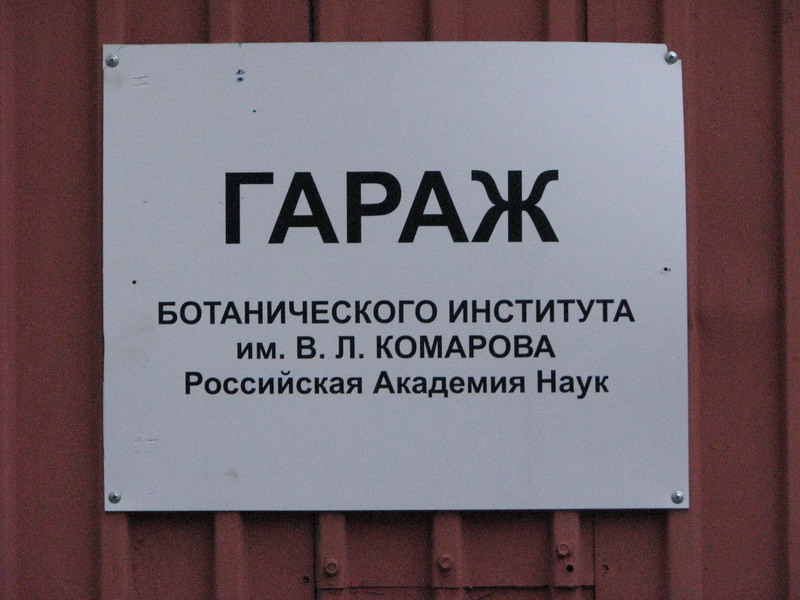 ГАРАЖ
БОТАНИЧЕСКОГО ИНСТИТУТА
им. В. Л. КОМАРОВА
Российская Академия Наук